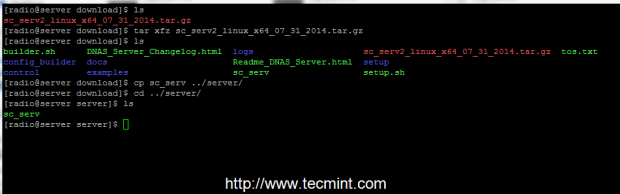 [radio@server download]$ ls
sc_serv2_linux_x64_07_31_2014.tar.gz
[radio@server download]$ tar xfz sc_serv2_linux_x64_07_31_2014.tar.gz
[radio@server download]$ ls
builder.sh DNAS_Server_Changelog.html logs sc_serv2_linux_x64_07_31_2014.tar.gz tos.txt
config_builder docs Readme_DNAS_Server.html setup
control examples sc_serv setup.sh
[radio@server download]$ cp sc_serv ../server/
[radio@server download]$ cd ../server/
[radio@server server]$ ls
sc_serv
[radio@server server]$
http://www.tecmint.com